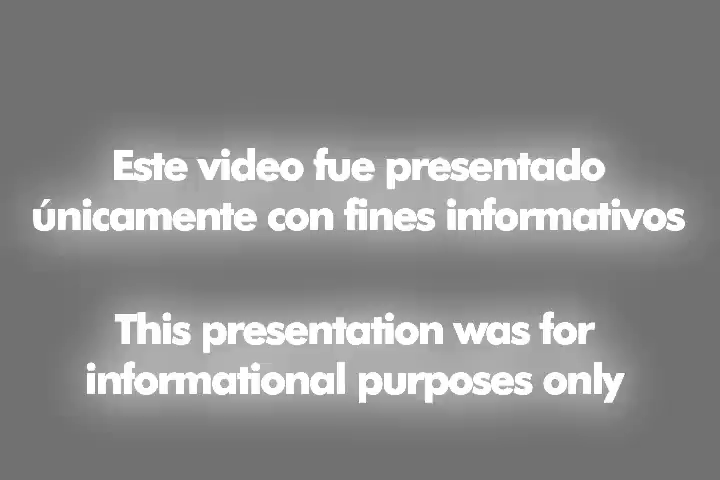 Este video fue presentado
únicamente con fines informativos
This presentation was for
informational purposes only